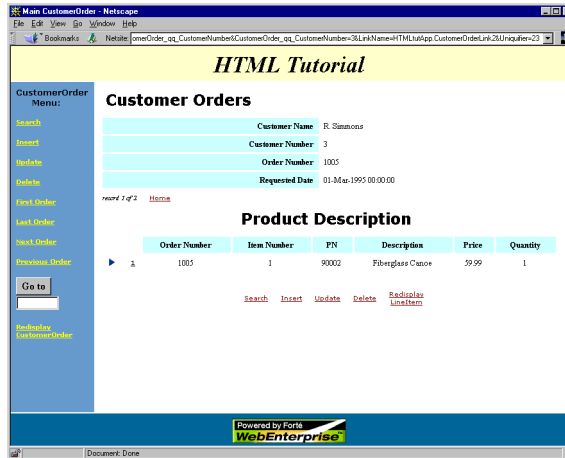 Main CustomerOrder - Netscape
File Edit View Go Window Help
Bookmarks Netsite: omerOrder_qq_CustomerNumber&CustomerOrder_qq_CustomerNumber=3&LinkName=HTMLtutApp.CustomerOrderLink2&Uniquifier=23
HTML Tutorial
CustomerOrder
Menu:
Search
Insert
Update
Delete
First Order
Last Order
Next Order
Previous Order
Go to
Redisplay
CustomerOrder
Customer Orders
Customer Name R. Simmons
Customer Number 3
Order Number 1005
Requested Date 01-Mar-1995 00:00:00
record 1 of 2 Home
Product Description
Order Number Item Number PN Description Price Quantity
1 1005 1 90002 Fiberglass Canoe 59.99 1
Search Insert Update Delete Redisplay
LineItem
Powered by Forté
WebEnterprise™
Document: Done